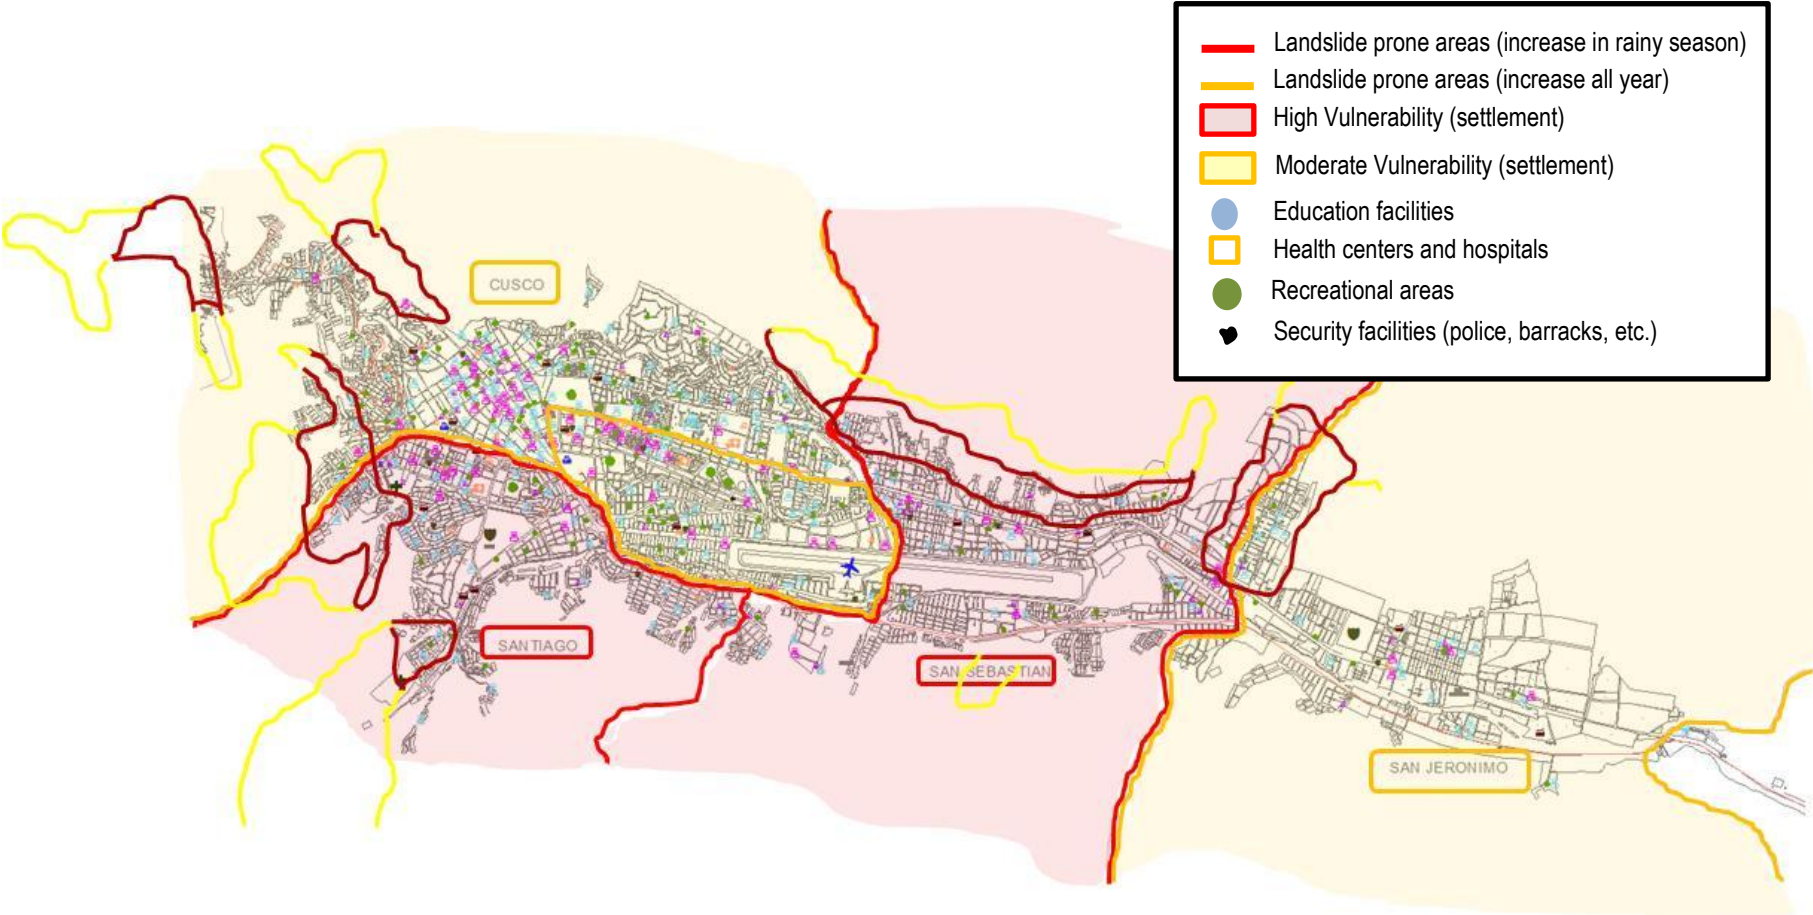 Landslide prone areas (increase in rainy season)
Landslide prone areas (increase all year)
High Vulnerability (settlement)
Moderate Vulnerability (settlement)
Education facilities
Health centers and hospitals
Recreational areas
Security facilities (police, barracks, etc.)
CUSCO
SANTIAGO
SAN SEBASTIAN
SAN JERONIMO